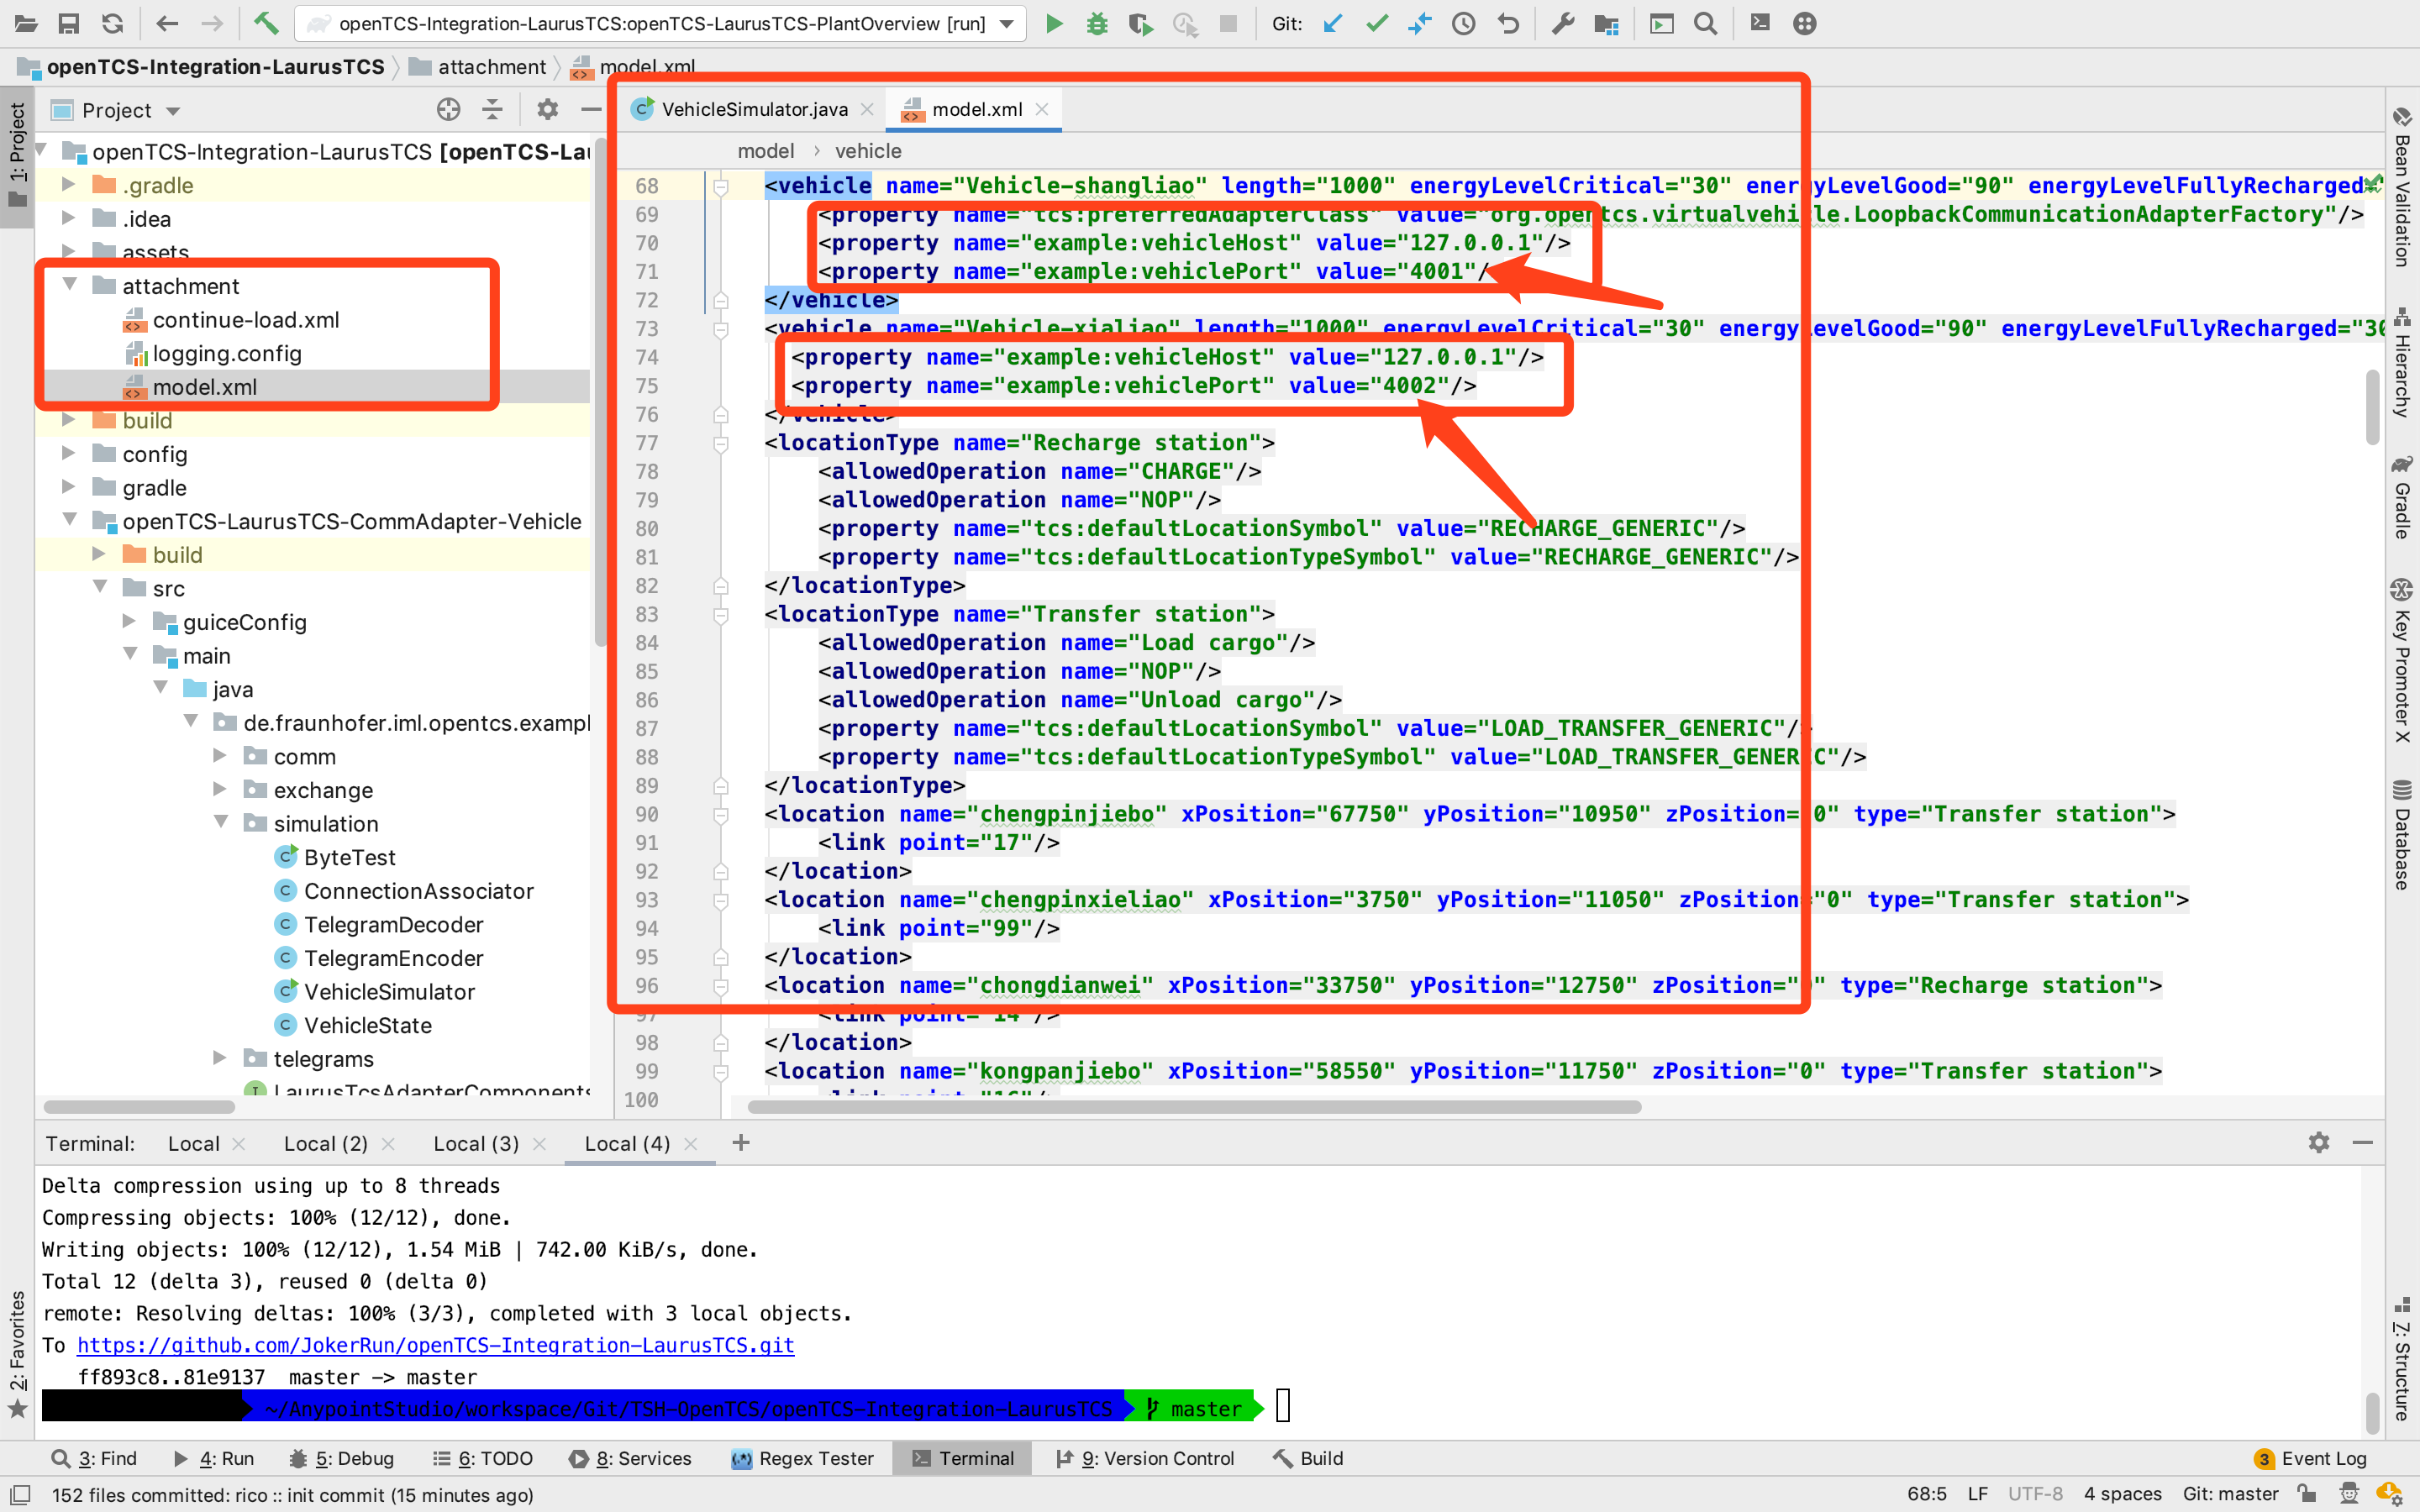 openTCS-Integration-LaurusTCS:openTCS-LaurusTCS-PlantOverview [run]
Git:
openTCS-Integration-LaurusTCS
attachment
model.xml
1: Project
Project
openTCS-Integration-LaurusTCS [openTCS-La
.gradle
.idea
assets
attachment
continue-load.xml
logging.config
model.xml
build
config
gradle
openTCS-LaurusTCS-CommAdapter-Vehicle
build
src
guiceConfig
main
java
de.fraunhofer.iml.opentcs.exampl
comm
exchange
simulation
ByteTest
ConnectionAssociator
TelegramDecoder
TelegramEncoder
VehicleSimulator
VehicleState
telegrams
LaurusTcsAdapterComponents
VehicleSimulator.java
model.xml
model › vehicle
68 <vehicle name="Vehicle-shangliao" length="1000" energyLevelCritical="30" energyLevelGood="90" energyLevelFullyRecharged=
69 <property name="tcs:preferredAdapterClass" value="org.opentcs.virtualvehicle.LoopbackCommunicationAdapterFactory"/>
70 <property name="example:vehicleHost" value="127.0.0.1"/>
71 <property name="example:vehiclePort" value="4001"/
72 </vehicle>
73 <vehicle name="Vehicle-xialiao" length="1000" energyLevelCritical="30" energyLevelGood="90" energyLevelFullyRecharged="30
74 <property name="example:vehicleHost" value="127.0.0.1"/>
75 <property name="example:vehiclePort" value="4002"/>
76 </vehicle>
77 <locationType name="Recharge station">
78 <allowedOperation name="CHARGE"/>
79 <allowedOperation name="NOP"/>
80 <property name="tcs:defaultLocationSymbol" value="RECHARGE_GENERIC"/>
81 <property name="tcs:defaultLocationTypeSymbol" value="RECHARGE_GENERIC"/>
82 </locationType>
83 <locationType name="Transfer station">
84 <allowedOperation name="Load cargo"/>
85 <allowedOperation name="NOP"/>
86 <allowedOperation name="Unload cargo"/>
87 <property name="tcs:defaultLocationSymbol" value="LOAD_TRANSFER_GENERIC"/>
88 <property name="tcs:defaultLocationTypeSymbol" value="LOAD_TRANSFER_GENERIC"/>
89 </locationType>
90 <location name="chengpinjiebo" xPosition="67750" yPosition="10950" zPosition="0" type="Transfer station">
91 <link point="17"/>
92 </location>
93 <location name="chengpinxieliao" xPosition="3750" yPosition="11050" zPosition="0" type="Transfer station">
94 <link point="99"/>
95 </location>
96 <location name="chongdianwei" xPosition="33750" yPosition="12750" zPosition="0" type="Recharge station">
97 <link point="14"/>
98 </location>
99 <location name="kongpanjiebo" xPosition="58550" yPosition="11750" zPosition="0" type="Transfer station">
100 <link point="16"/>
Bean Validation
Hierarchy
Gradle
Key Promoter X
Database
7: Structure
2: Favorites
Terminal: Local Local (2) Local (3) Local (4)
Delta compression using up to 8 threads
Compressing objects: 100% (12/12), done.
Writing objects: 100% (12/12), 1.54 MiB | 742.00 KiB/s, done.
Total 12 (delta 3), reused 0 (delta 0)
remote: Resolving deltas: 100% (3/3), completed with 3 local objects.
To https://github.com/JokerRun/openTCS-Integration-LaurusTCS.git
ff893c8..81e9137 master -> master
~/AnypointStudio/workspace/Git/TSH-OpenTCS/openTCS-Integration-LaurusTCS master
3: Find 4: Run 5: Debug 6: TODO 8: Services Regex Tester Terminal 9: Version Control Build 3 Event Log
152 files committed: rico :: init commit (15 minutes ago) 68:5 LF UTF-8 4 spaces Git: master